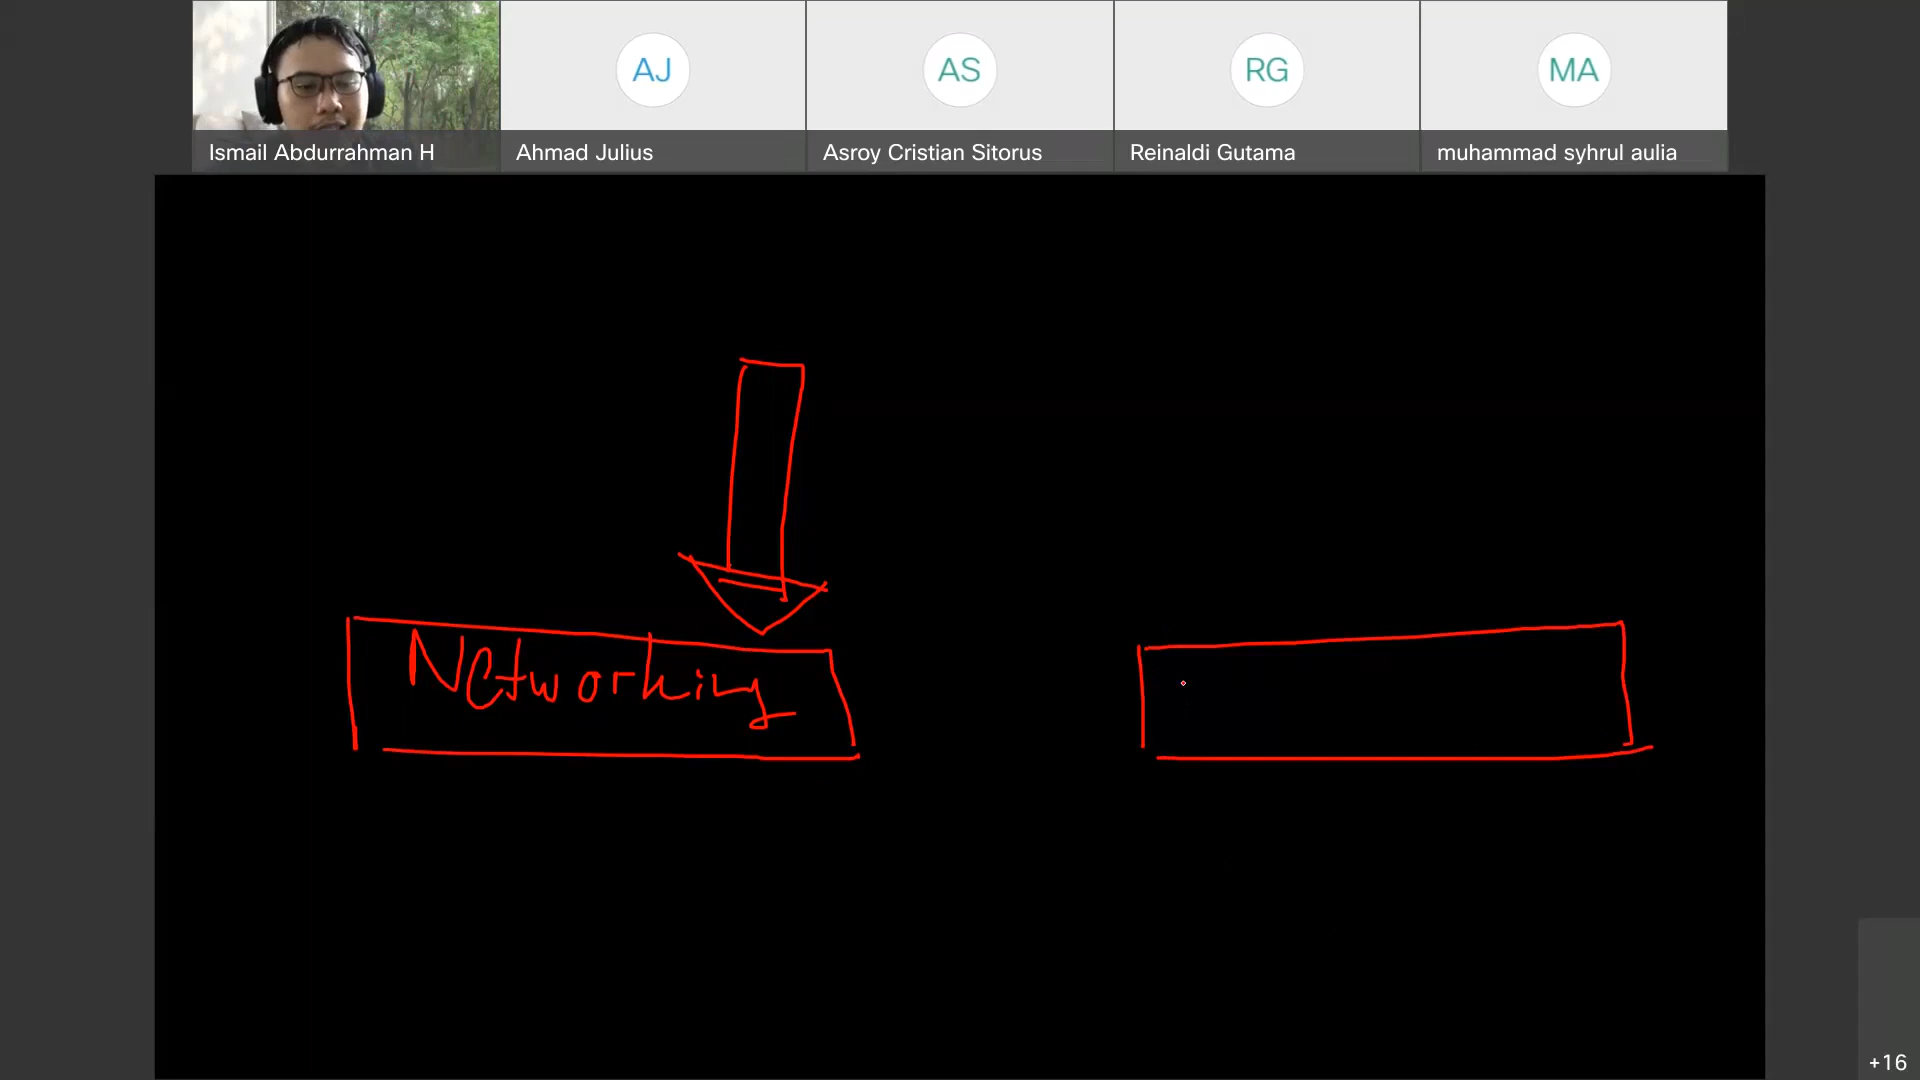 AJ
AS
RG
MA
Ismail Abdurrahman H
Ahmad Julius
Asroy Cristian Sitorus
Reinaldi Gutama
muhammad syhrul aulia
Networking
+16